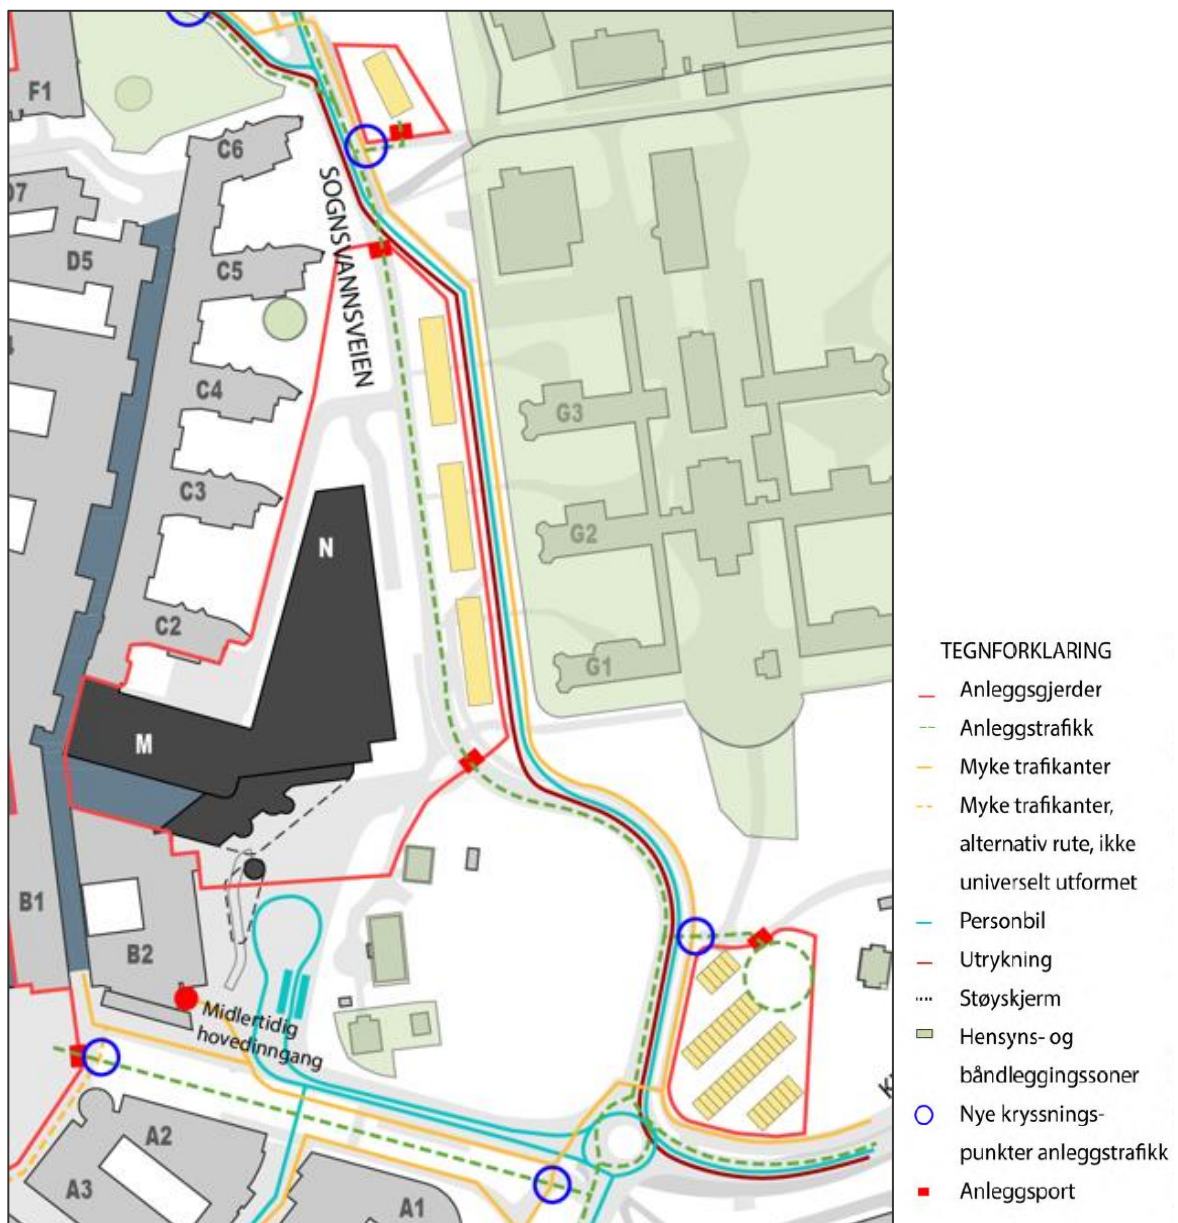 F1
C6
D7
D5
C5
SOGNSVANNSVEIEN
C4
G3
C3
N
G2
C2
G1
M
B1
B2
Midlertidig
hovedinngang
A2
A3
A1
TEGNFORKLARING
Anleggsgjerder
Anleggstrafikk
Myke trafikanter
Myke trafikanter,
alternativ rute, ikke
universelt utformet
Personbil
Utrykning
Støyskjerm
Hensyns- og
båndleggingssoner
Nye kryssnings-
punkter anleggstrafikk
Anleggsport